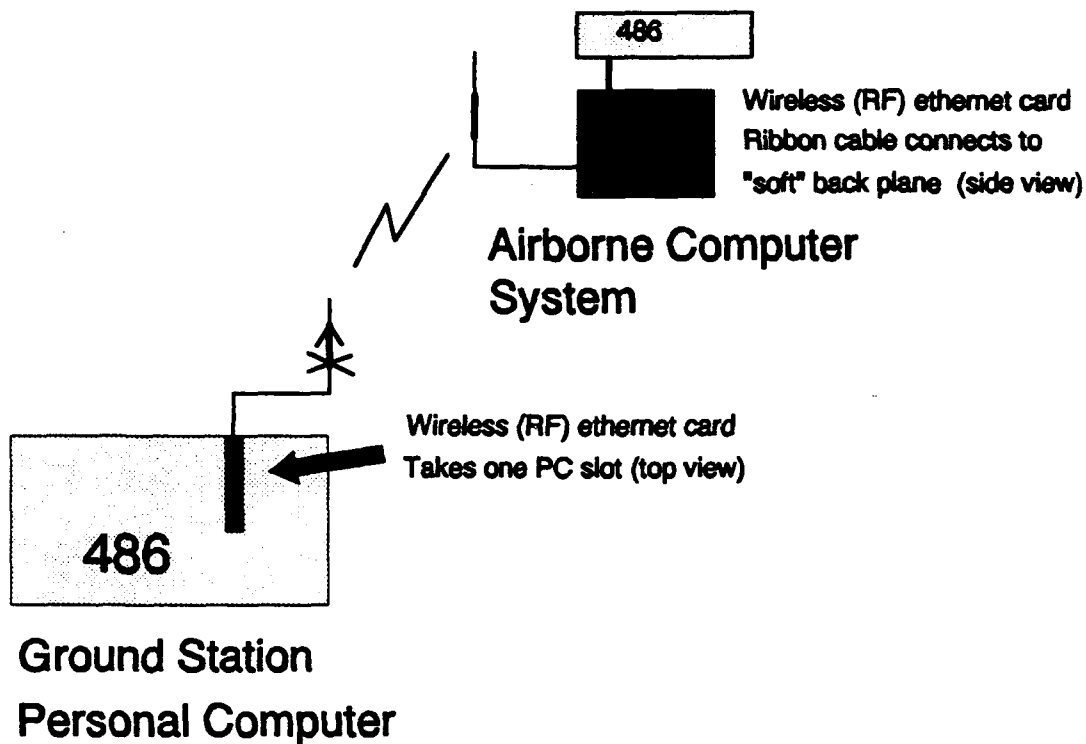 486
Wireless (RF) ethernet card
Ribbon cable connects to
"soft" back plane (side view)
Airborne Computer
System
Wireless (RF) ethernet card
Takes one PC slot (top view)
486
Ground Station
Personal Computer